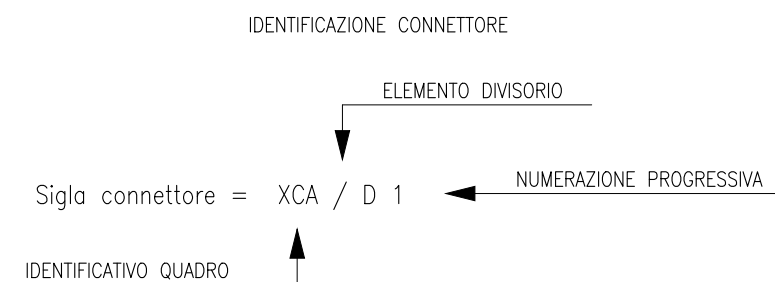 IDENTIFICAZIONE CONNETTORE
ELEMENTO DIVISORIO
Sigla connettore = XCA / D 1
NUMERAZIONE PROGRESSIVA
IDENTIFICATIVO QUADRO